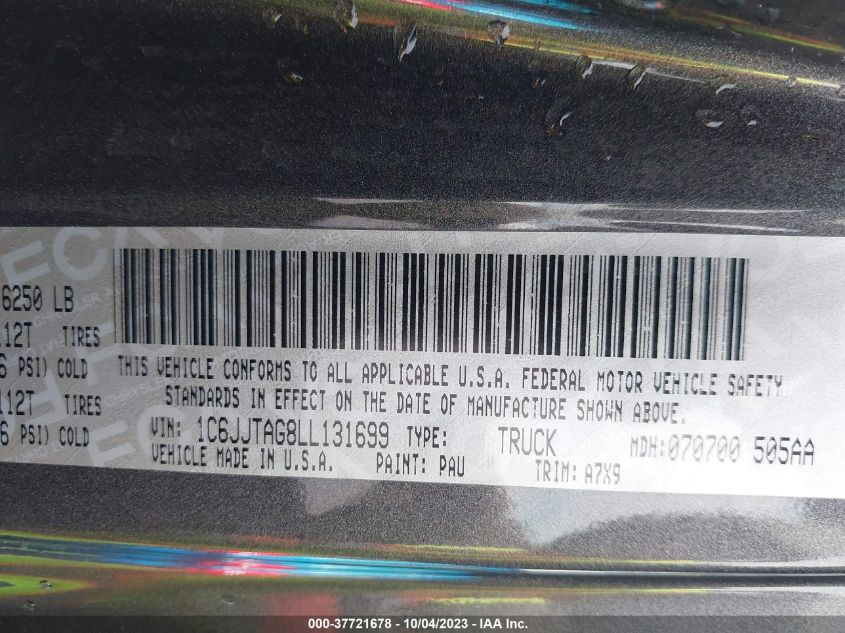 6250 LB
112T TIRES
6 PSI) COLD
112T TIRES
6 PSI) COLD
THIS VEHICLE CONFORMS TO ALL APPLICABLE U.S.A. FEDERAL MOTOR VEHICLE SAFETY
STANDARDS IN EFFECT ON THE DATE OF MANUFACTURE SHOWN ABOVE.
VIN: 1C6JJTAG8LL131699 TYPE: TRUCK MDH:070700 505AA
VEHICLE MADE IN U.S.A. PAINT: PAU TRIM: A7X9
000-37721678 - 10/04/2023 - IAA Inc.